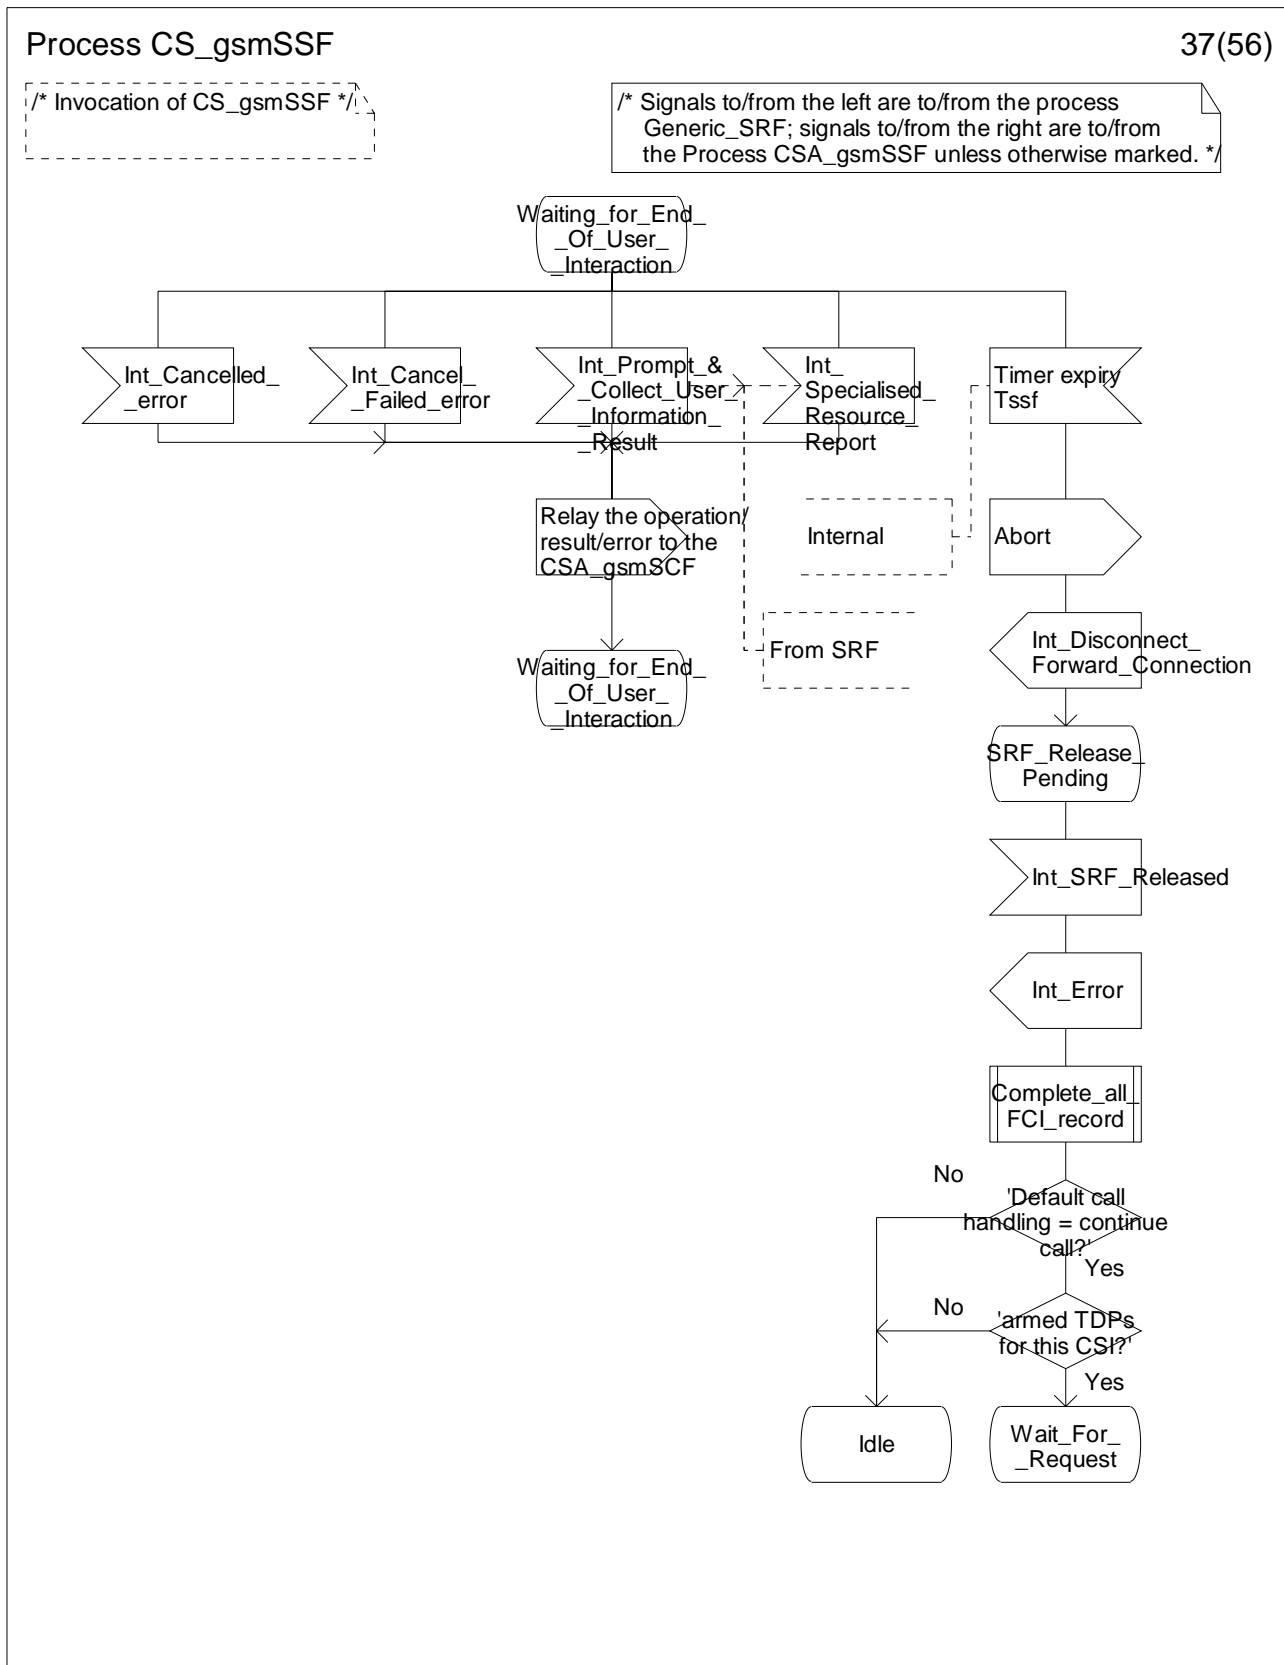 Process CS_gsmSSF
37(56)
/* Invocation of CS_gsmSSF */
/* Signals to/from the left are to/from the process
Generic_SRF; signals to/from the right are to/from
the Process CSA_gsmSSF unless otherwise marked. */
Waiting_for_End_
_Of_User_
_Interaction
Int_Cancelled_
_error
Int_Cancel_
_Failed_error
Int_Prompt_&
_Collect_User_
_Information_
_Result
Int_
Specialised_
Resource_
Report
Timer expiry
Tssf
Relay the operation/
result/error to the
CSA_gsmSCF
Internal
Abort
From SRF
Int_Disconnect_
Forward_Connection
Waiting_for_End_
_Of_User_
_Interaction
SRF_Release_
Pending
Int_SRF_Released
Int_Error
Complete_all_
FCI_record
No
'Default call
handling = continue
call?'
Yes
No
'armed TDPs
for this CSI?'
Yes
Idle
Wait_For_
_Request